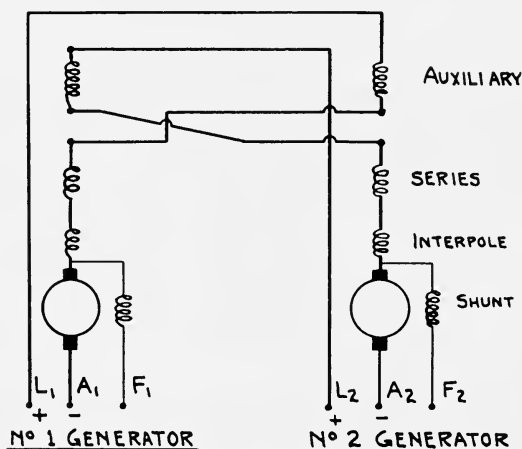 AUXILIARY
SERIES
INTERPOLE
SHUNT
L₁ A₁ F₁ L₂ A₂ F₂
+ − + −
Nº 1 GENERATOR Nº 2 GENERATOR